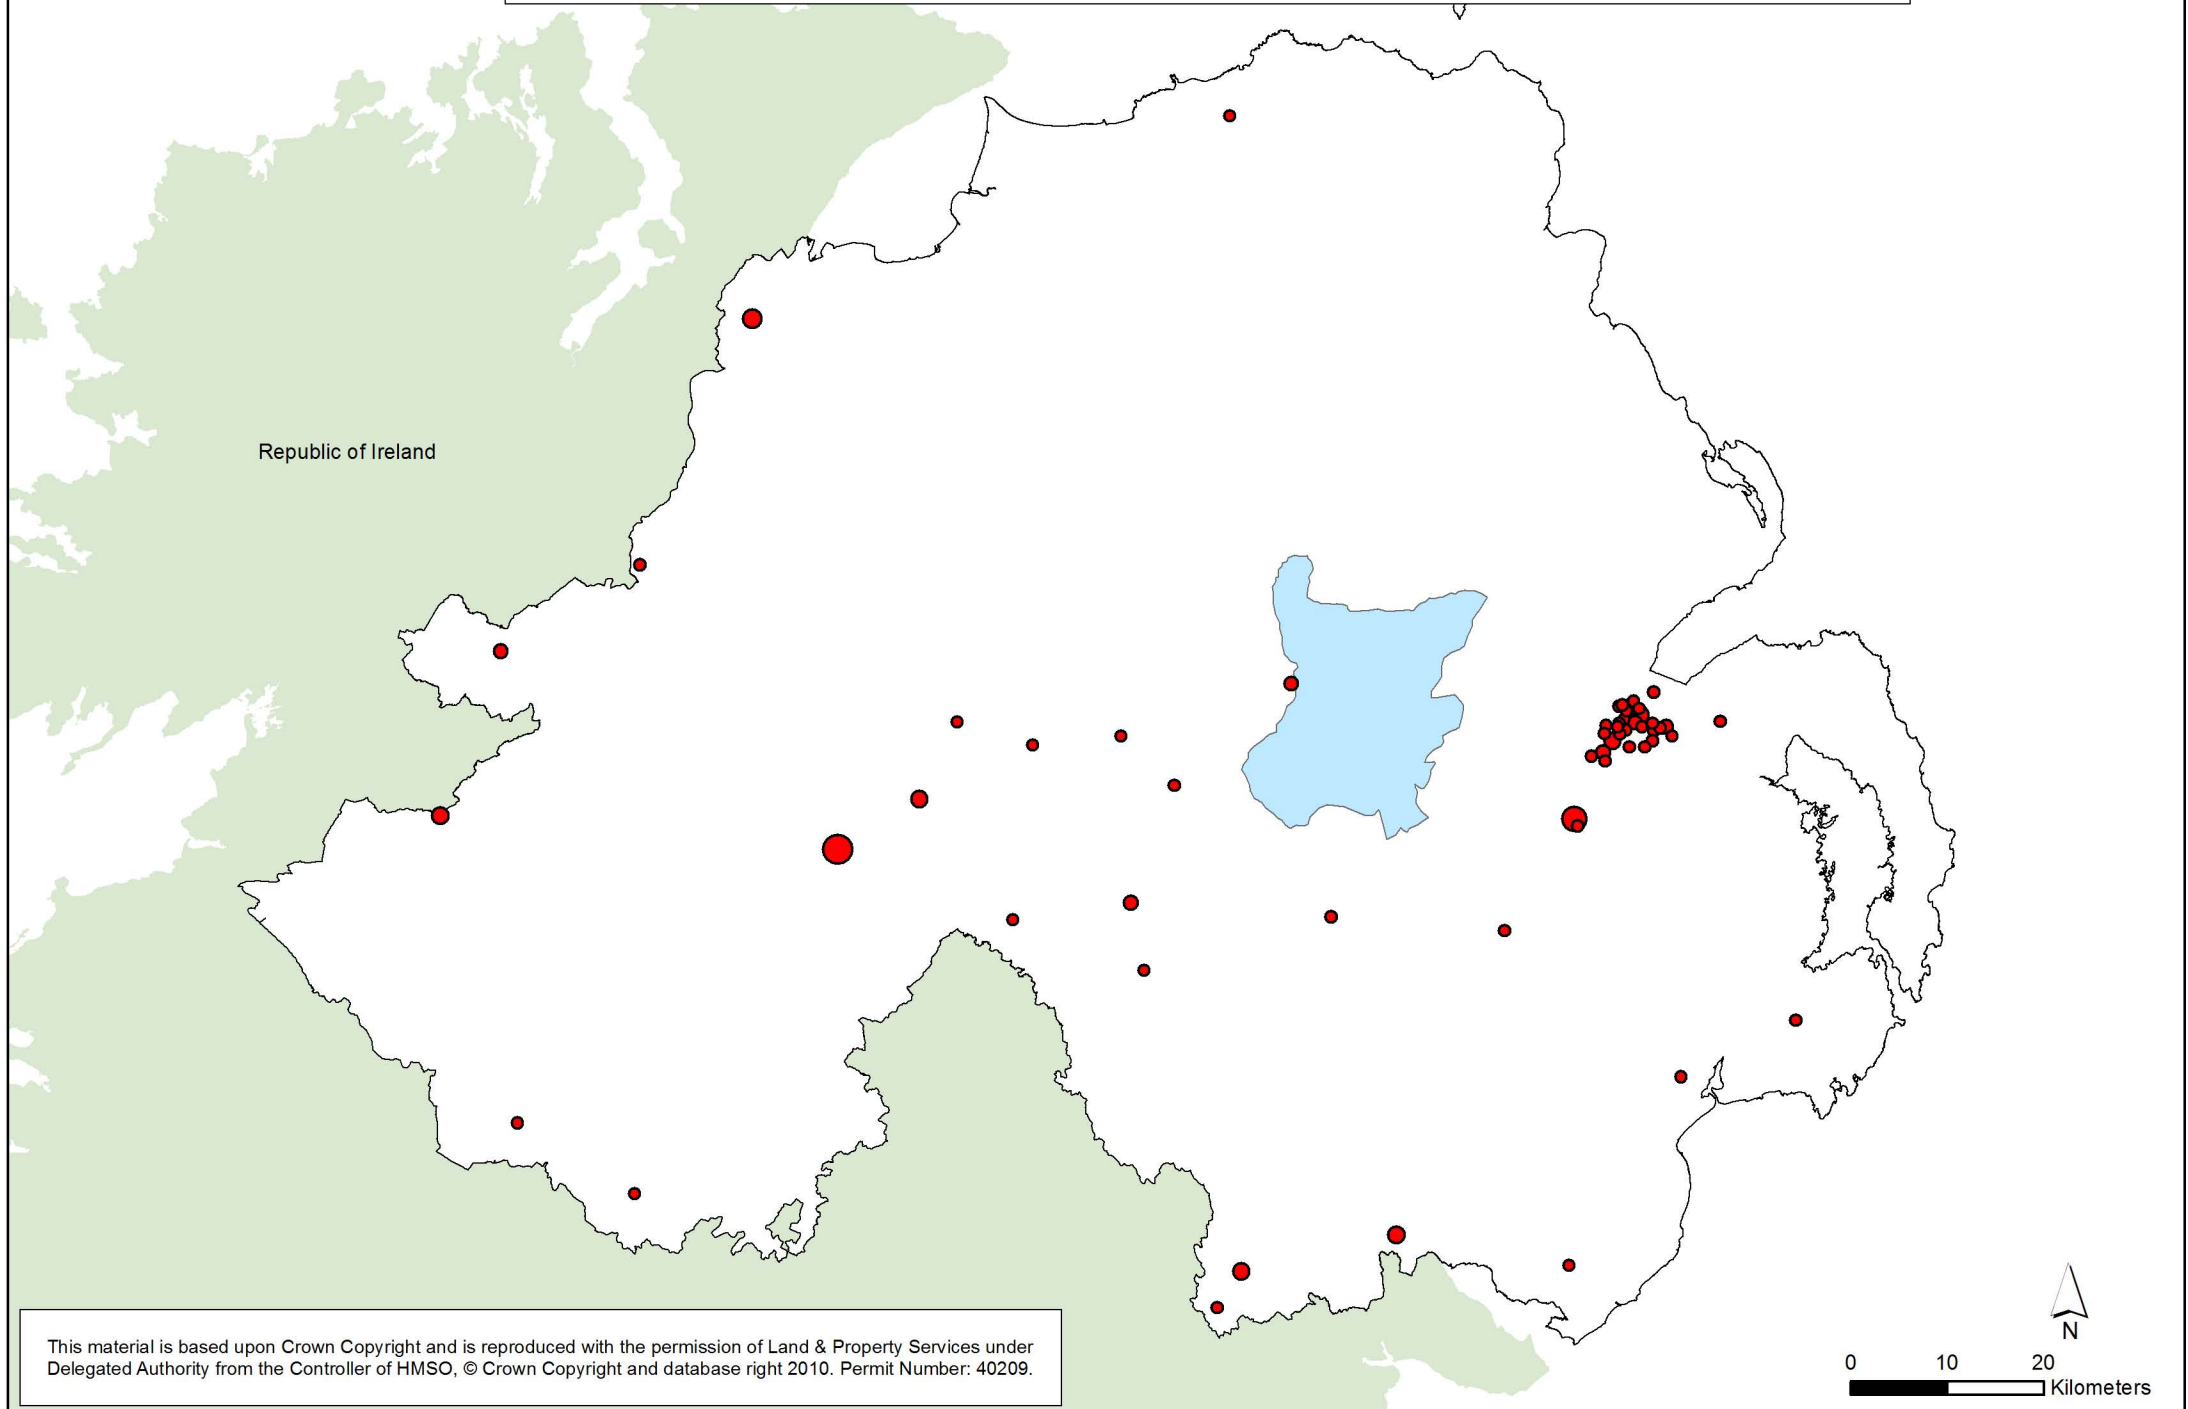 Republic of Ireland
This material is based upon Crown Copyright and is reproduced with the permission of Land & Property Services under
Delegated Authority from the Controller of HMSO, © Crown Copyright and database right 2010. Permit Number: 40209.
N
0 10 20
Kilometers